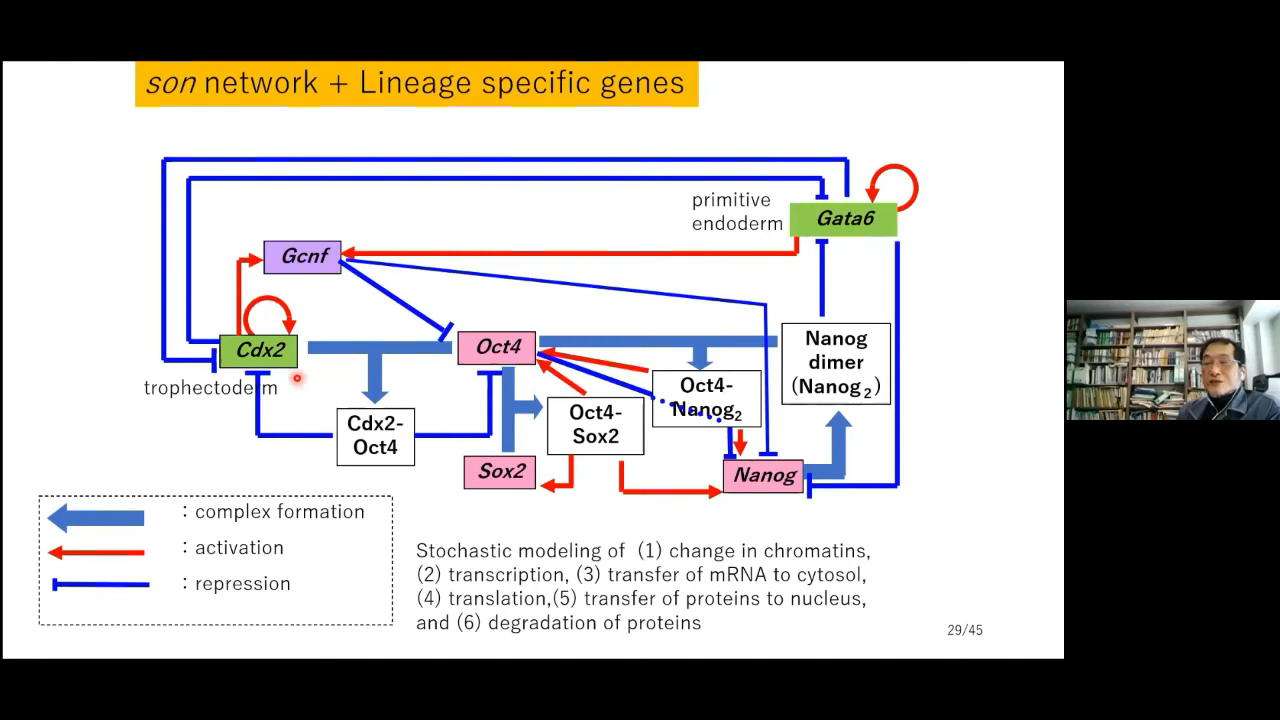 son network + Lineage specific genes
primitive
endoderm
Gata6
Gcnf
Cdx2
trophectoderm
Oct4
Nanog
dimer
(Nanog₂)
Oct4-
Nanog₂
Cdx2-
Oct4
Oct4-
Sox2
Sox2
Nanog
：complex formation
：activation
：repression
Stochastic modeling of （1) change in chromatins,
(2) transcription, (3) transfer of mRNA to cytosol,
(4) translation,(5) transfer of proteins to nucleus,
and (6) degradation of proteins
29/45